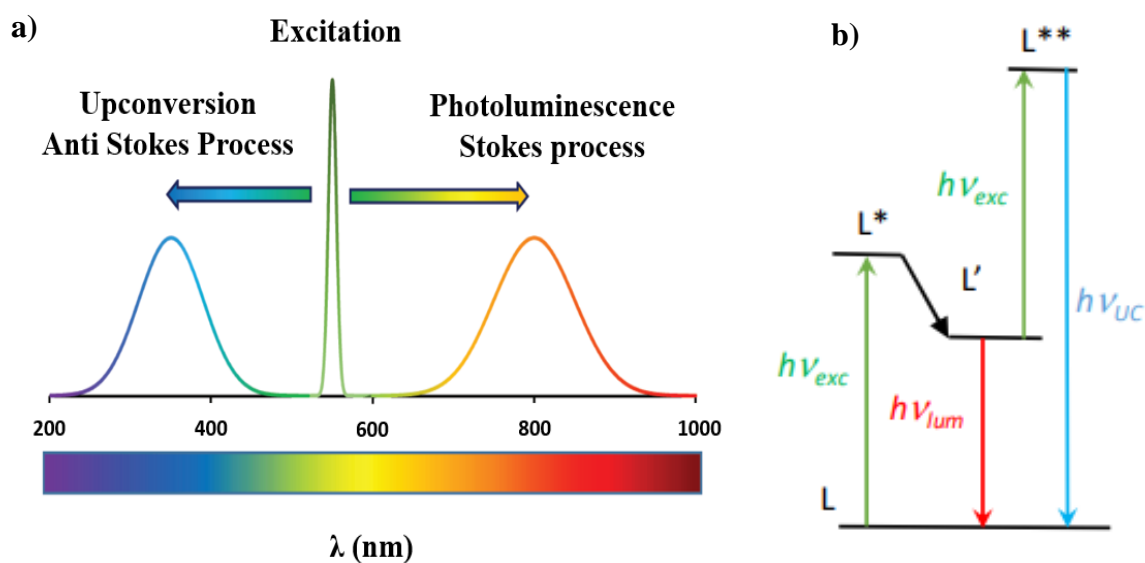 a)
Excitation
Upconversion
Anti Stokes Process
Photoluminescence
Stokes process
200 400 600 800 1000
λ (nm)
b)
L**
hνexc
L*
L'
hνUC
hνexc
hνlum
L